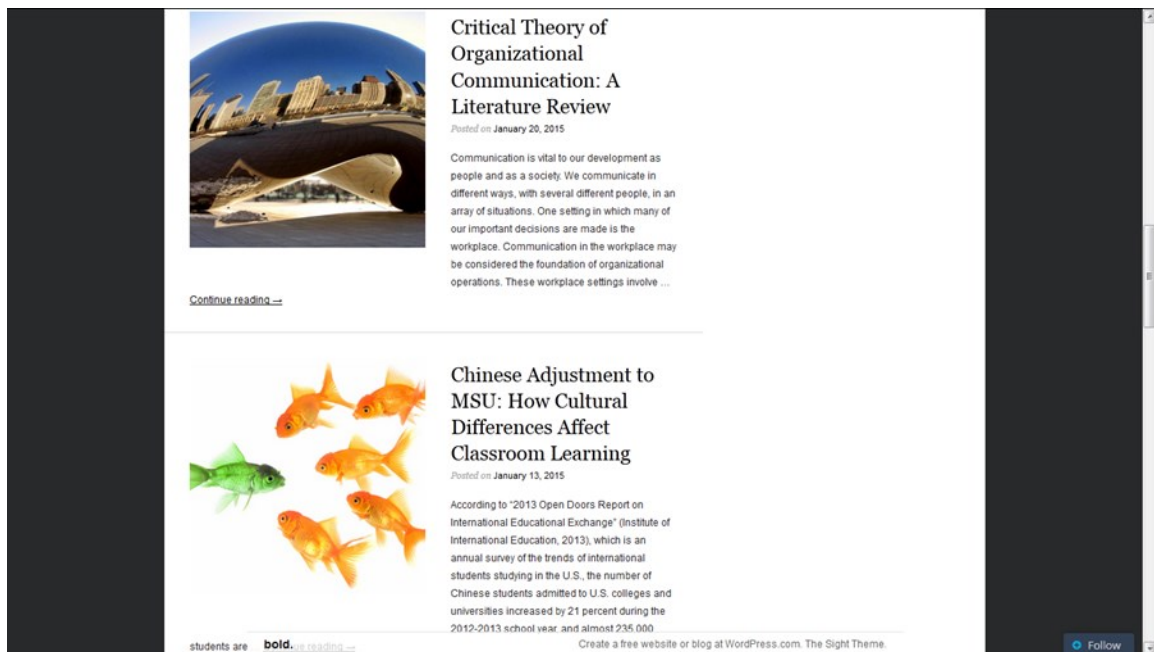 Critical Theory of
Organizational
Communication: A
Literature Review
Posted on January 20, 2015
Communication is vital to our development as
people and as a society. We communicate in
different ways, with several different people, in an
array of situations. One setting in which many of
our important decisions are made is the
workplace. Communication in the workplace may
be considered the foundation of organizational
operations. These workplace settings involve …
Continue reading →
Chinese Adjustment to
MSU: How Cultural
Differences Affect
Classroom Learning
Posted on January 13, 2015
According to “2013 Open Doors Report on
International Educational Exchange” (Institute of
International Education, 2013), which is an
annual survey of the trends of international
students studying in the U.S., the number of
Chinese students admitted to U.S. colleges and
universities increased by 21 percent during the
2012-2013 school year, and almost 235,000
students are
bold.
reading →
Create a free website or blog at WordPress.com. The Sight Theme.
Follow